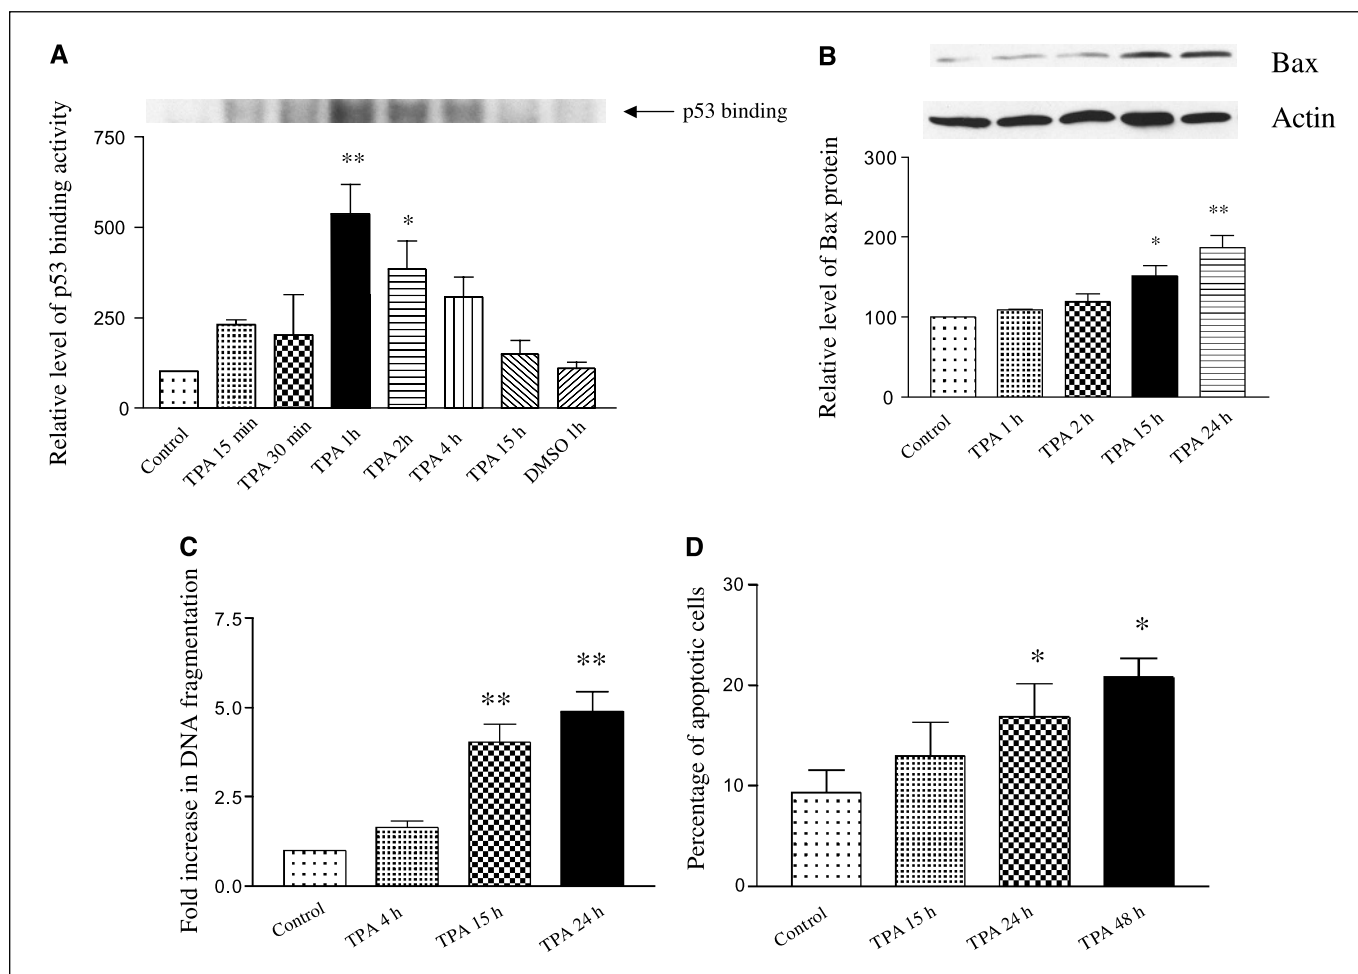 A
p53 binding
Relative level of p53 binding activity
750
500
250
0
**
*
Control
TPA 15 min
TPA 30 min
TPA 1h
TPA 2h
TPA 4 h
TPA 15 h
DMSO 1h
B
Bax
Actin
Relative level of Bax protein
300
200
100
0
*
**
Control
TPA 1 h
TPA 2 h
TPA 15 h
TPA 24 h
C
Fold increase in DNA fragmentation
7.5
5.0
2.5
0.0
**
**
Control
TPA 4 h
TPA 15 h
TPA 24 h
D
Percentage of apoptotic cells
30
20
10
0
*
*
Control
TPA 15 h
TPA 24 h
TPA 48 h